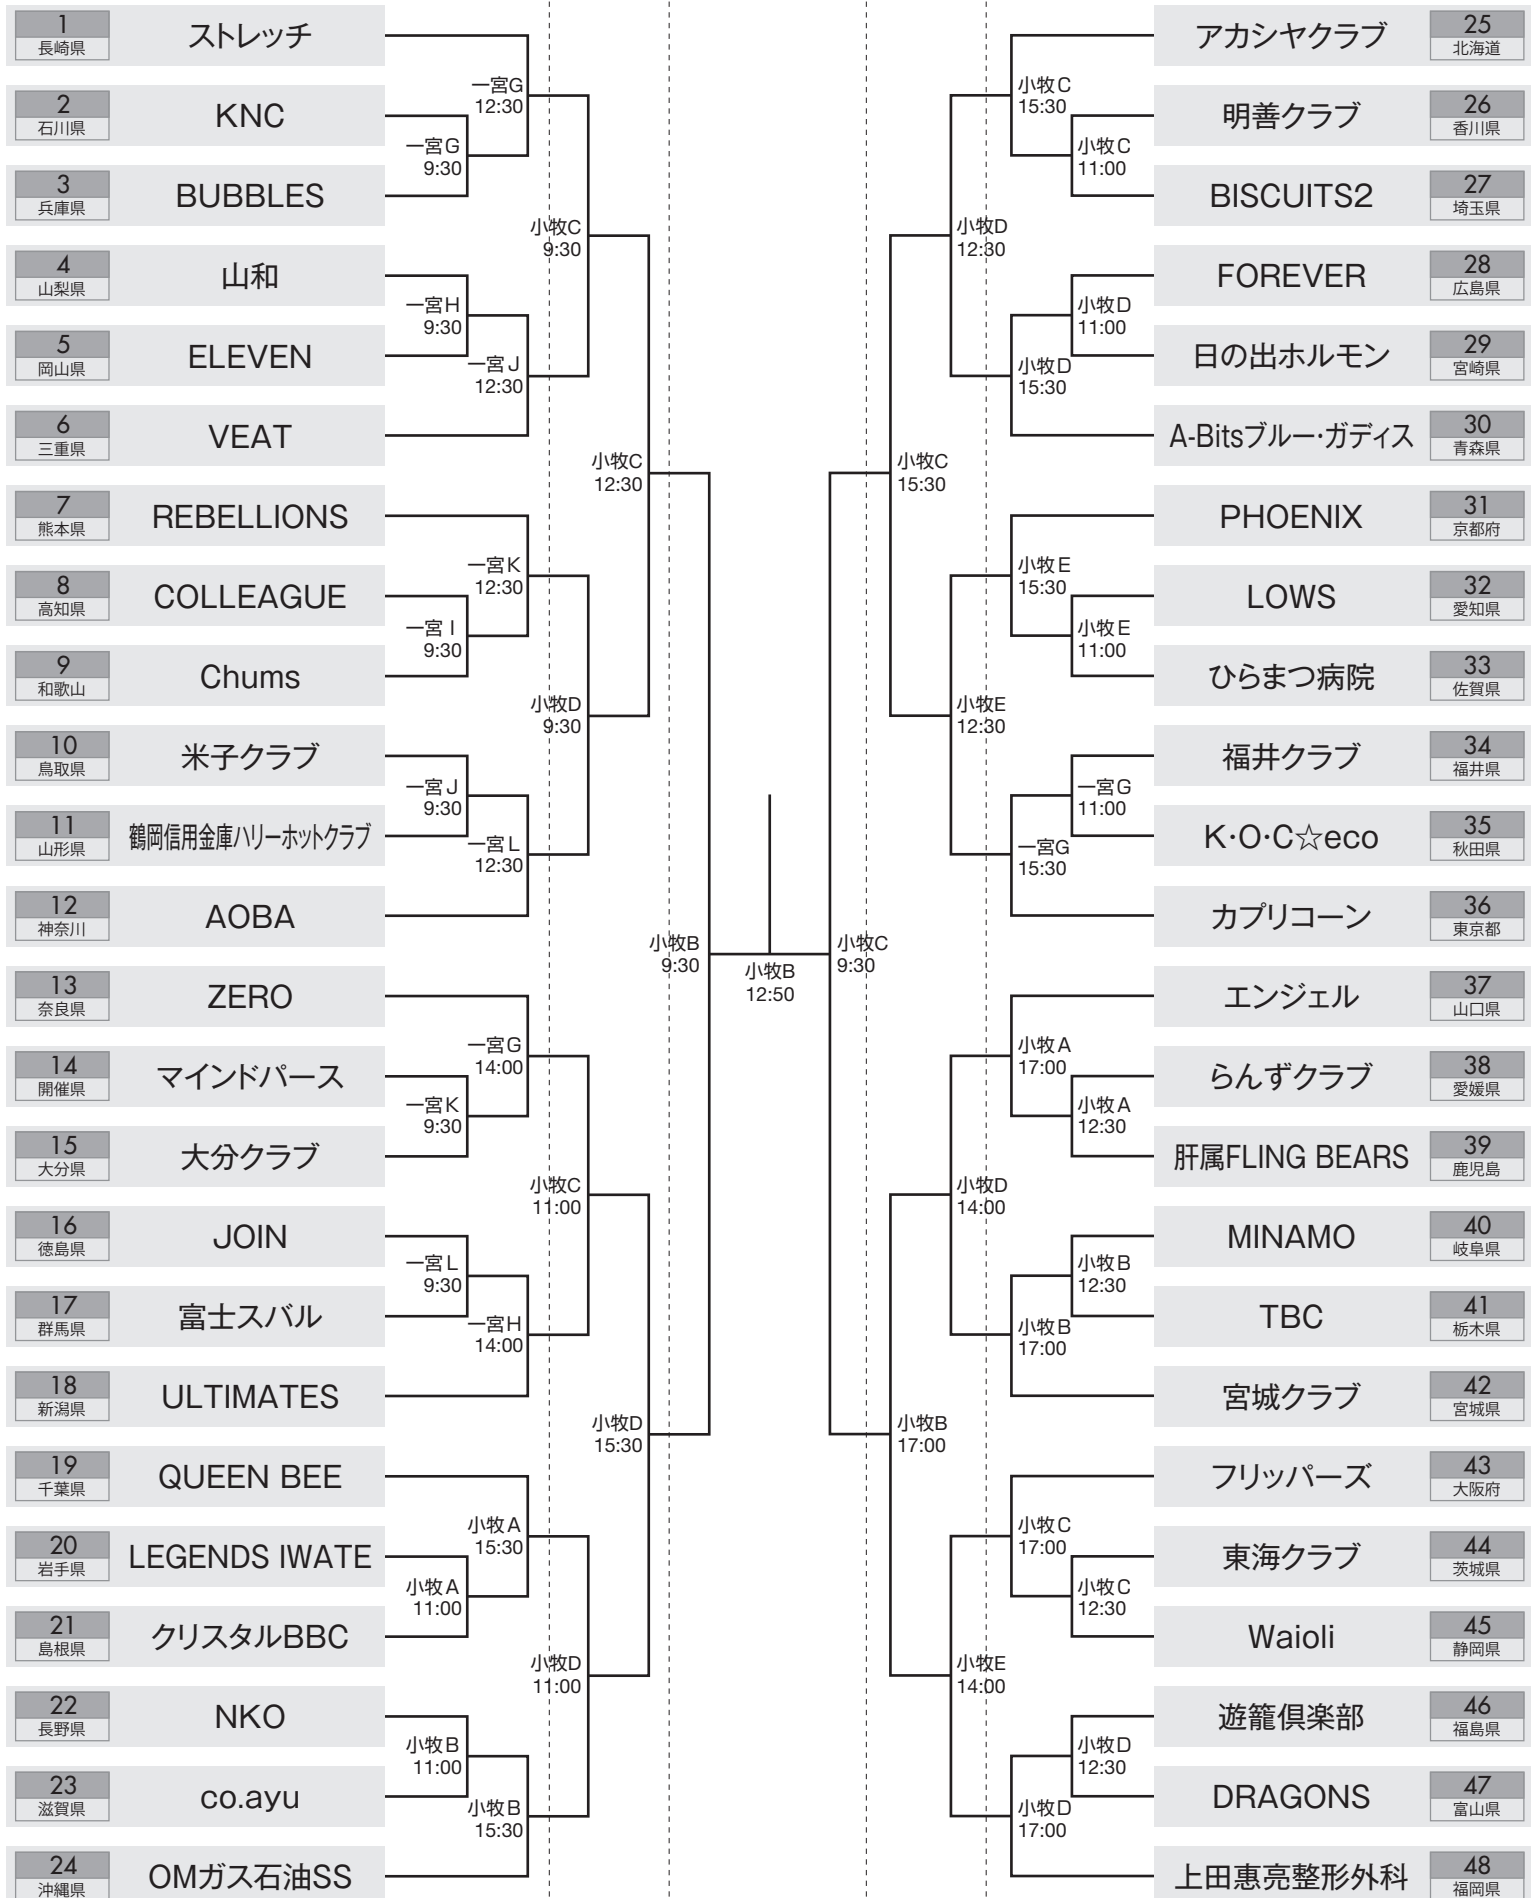 1
長崎県
ストレッチ
2
石川県
KNC
3
兵庫県
BUBBLES
4
山梨県
山和
5
岡山県
ELEVEN
6
三重県
VEAT
7
熊本県
REBELLIONS
8
高知県
COLLEAGUE
9
和歌山
Chums
10
鳥取県
米子クラブ
11
山形県
鶴岡信用金庫ハリーホットクラブ
12
神奈川
AOBA
13
奈良県
ZERO
14
開催県
マインドパース
15
大分県
大分クラブ
16
徳島県
JOIN
17
群馬県
富士スバル
18
新潟県
ULTIMATES
19
千葉県
QUEEN BEE
20
岩手県
LEGENDS IWATE
21
島根県
クリスタルBBC
22
長野県
NKO
23
滋賀県
co.ayu
24
沖縄県
OMガス石油SS
一宮G
12:30
一宮G
9:30
一宮H
9:30
一宮J
12:30
一宮K
12:30
一宮I
9:30
一宮J
9:30
一宮L
12:30
一宮G
14:00
一宮K
9:30
一宮L
9:30
一宮H
14:00
小牧A
15:30
小牧A
11:00
小牧B
11:00
小牧B
15:30
小牧C
9:30
小牧D
9:30
小牧C
11:00
小牧D
11:00
小牧C
12:30
小牧D
15:30
小牧B
9:30
小牧B
12:50
小牧C
9:30
小牧C
15:30
小牧B
17:00
小牧D
12:30
小牧E
12:30
小牧D
14:00
小牧E
14:00
小牧C
15:30
小牧C
11:00
小牧D
11:00
小牧D
15:30
小牧E
15:30
小牧E
11:00
一宮G
11:00
一宮G
15:30
小牧A
17:00
小牧A
12:30
小牧B
12:30
小牧B
17:00
小牧C
17:00
小牧C
12:30
小牧D
12:30
小牧D
17:00
アカシヤクラブ
25
北海道
明善クラブ
26
香川県
BISCUITS2
27
埼玉県
FOREVER
28
広島県
日の出ホルモン
29
宮崎県
A-Bitsブルー・ガディス
30
青森県
PHOENIX
31
京都府
LOWS
32
愛知県
ひらまつ病院
33
佐賀県
福井クラブ
34
福井県
K・O・C☆eco
35
秋田県
カプリコーン
36
東京都
エンジェル
37
山口県
らんずクラブ
38
愛媛県
肝属FLING BEARS
39
鹿児島
MINAMO
40
岐阜県
TBC
41
栃木県
宮城クラブ
42
宮城県
フリッパーズ
43
大阪府
東海クラブ
44
茨城県
Waioli
45
静岡県
遊籠倶楽部
46
福島県
DRAGONS
47
富山県
上田惠亮整形外科
48
福岡県